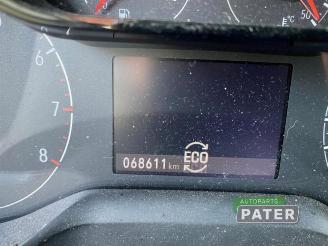 °C 50
6
7
8
068611 km
ECO
AUTOPARTS
PATER